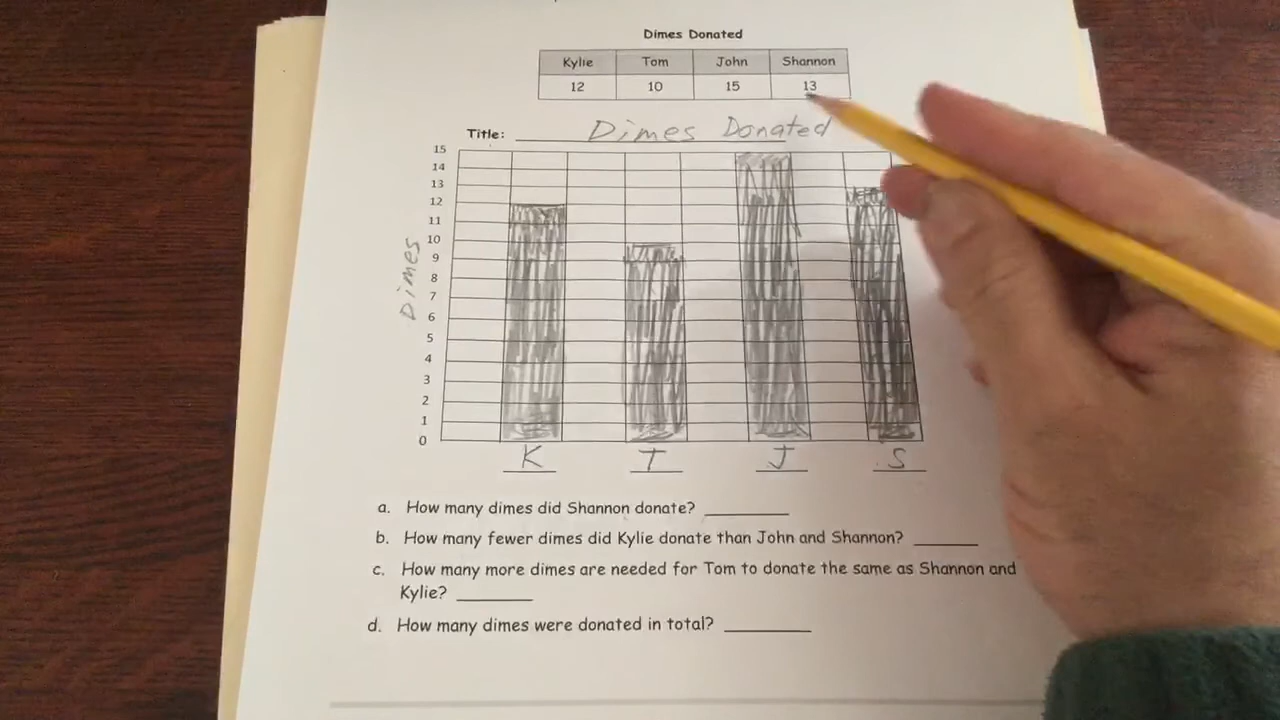 Dimes Donated
Kylie Tom John Shannon
12 10 15 13
Title: Dimes Donated
15
14
13
12
11
10
9
8
7
6
5
4
3
2
1
0
Dimes
K T J S
a. How many dimes did Shannon donate?
b. How many fewer dimes did Kylie donate than John and Shannon?
c. How many more dimes are needed for Tom to donate the same as Shannon and
Kylie?
d. How many dimes were donated in total?